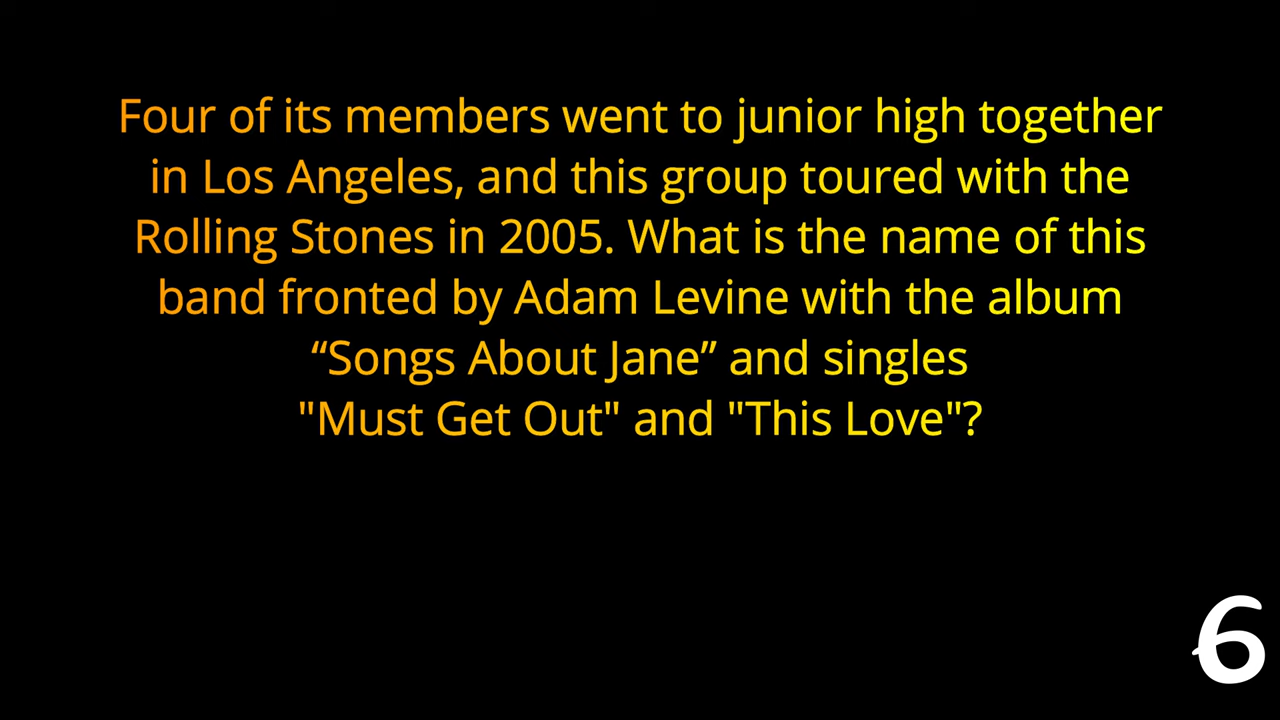 Four of its members went to junior high together
in Los Angeles, and this group toured with the
Rolling Stones in 2005. What is the name of this
band fronted by Adam Levine with the album
“Songs About Jane” and singles
"Must Get Out" and "This Love"?
6